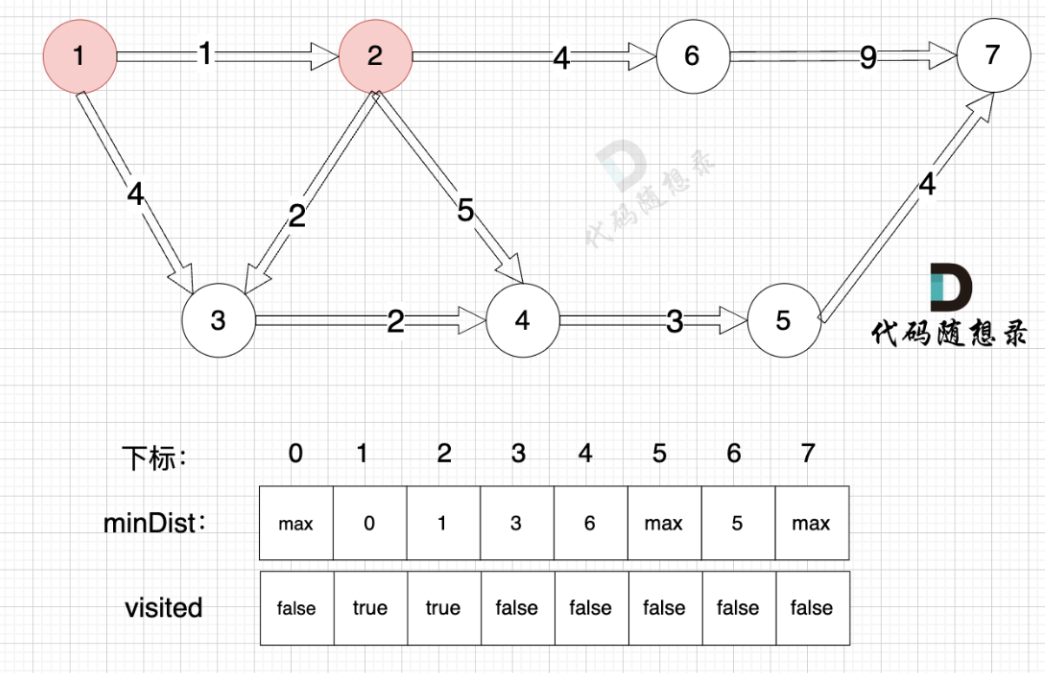 1 1 2 4 6 9 7
4 2 5 4
代码随想录
3 2 4 3 5
代码随想录
下标: 0 1 2 3 4 5 6 7
minDist: max 0 1 3 6 max 5 max
visited false true true false false false false false